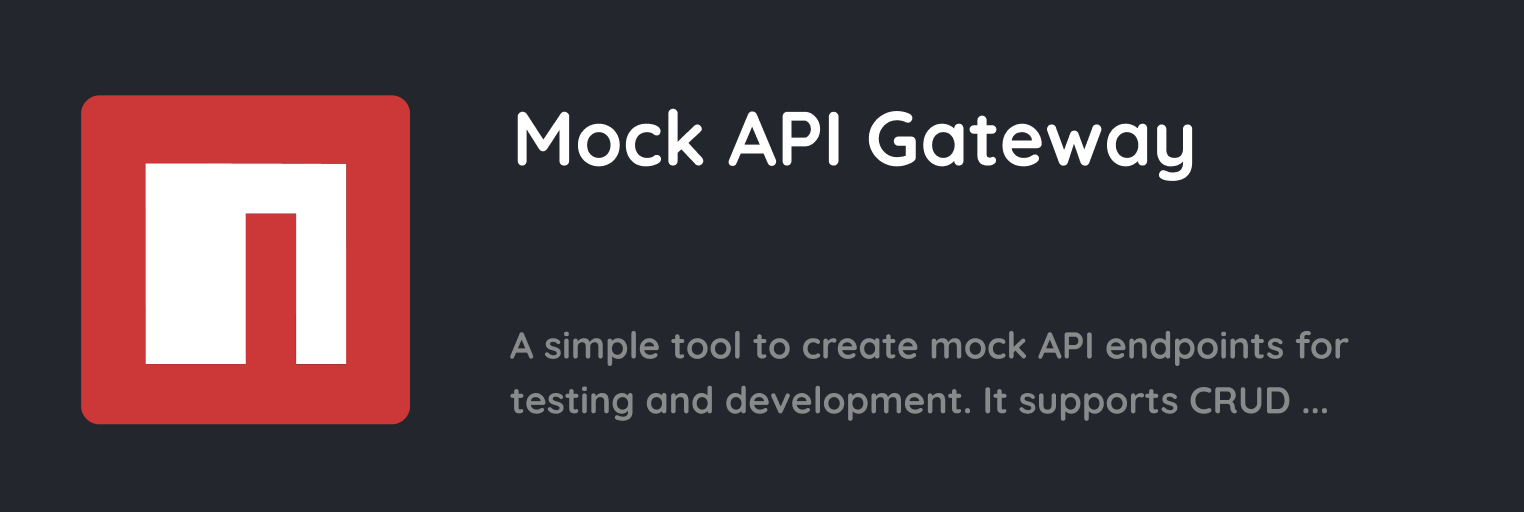 Mock API Gateway
A simple tool to create mock API endpoints for
testing and development. It supports CRUD ...